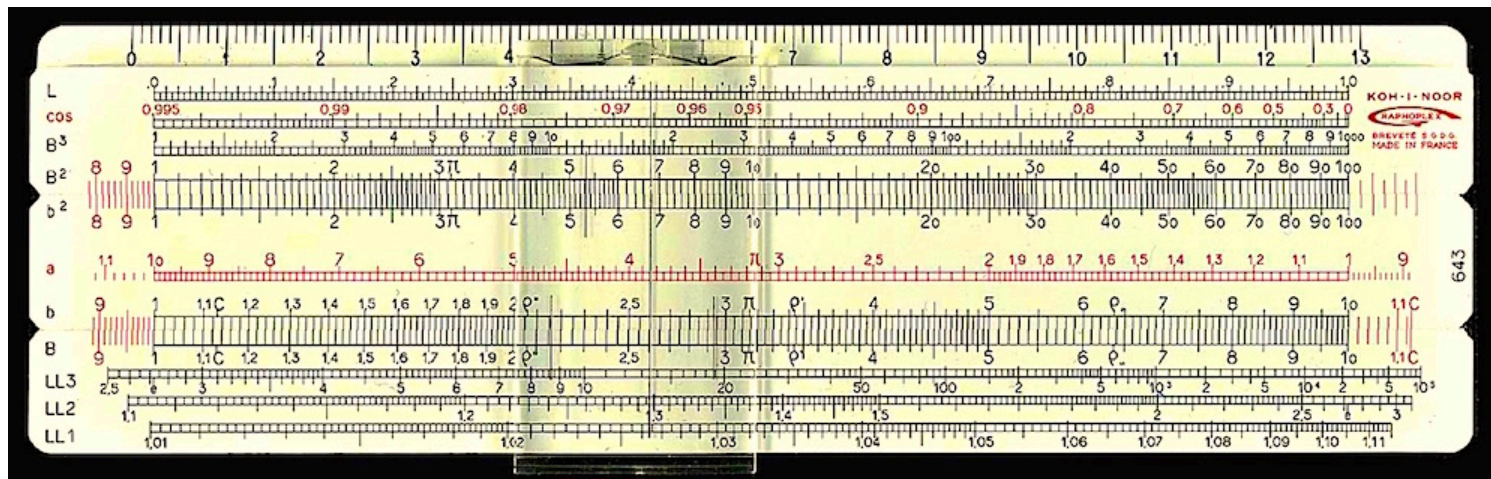 0 1 2 3 4 5 6 7 8 9 10 11 12 13
L .0 .1 .2 .3 .4 .5 .6 .7 .8 .9 1,0
KOH-I-NOOR
cos 0,995 0,99 0,98 0,97 0,96 0,95 0,9 0,8 0,7 0,6 0,5 0,3 0
GRAPHOPLEX
B³ 1 2 3 4 5 6 7 8 9 10 2 3 4 5 6 7 8 9 100 2 3 4 5 6 7 8 9 1000
BREVETÉ S.G.D.G.
MADE IN FRANCE
B² 8 9 1 2 3 π 4 5 6 7 8 9 10 20 30 40 50 60 70 80 90 100
b² 8 9 1 2 3 π 4 5 6 7 8 9 10 20 30 40 50 60 70 80 90 100
a 1,1 10 9 8 7 6 5 4 π 3 2,5 2 1,9 1,8 1,7 1,6 1,5 1,4 1,3 1,2 1,1 1 9
643
b 9 1 1,1 C 1,2 1,3 1,4 1,5 1,6 1,7 1,8 1,9 2 ρ" 2,5 3 π ρ' 4 5 6 ρ„ 7 8 9 10 1,1 C
B 9 1 1,1 C 1,2 1,3 1,4 1,5 1,6 1,7 1,8 1,9 2 ρ" 2,5 3 π ρ' 4 5 6 ρ„ 7 8 9 10 1,1 C
LL3 2,5 e 3 4 5 6 7 8 9 10 20 50 100 2 5 10³ 2 5 10⁴ 2 5 10⁵
LL2 1,1 1,2 1,3 1,4 1,5 2 2,5 e 3
LL1 1,01 1,02 1,03 1,04 1,05 1,06 1,07 1,08 1,09 1,10 1,11